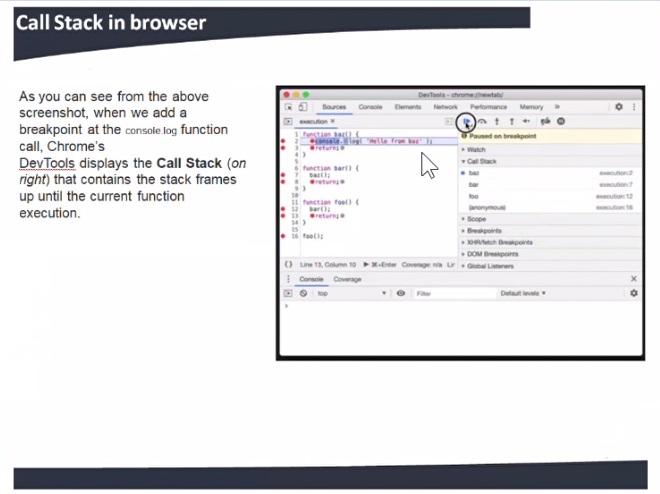 Call Stack in browser
As you can see from the above
screenshot, when we add a
breakpoint at the console.log function
call, Chrome's
DevTools displays the Call Stack (on
right) that contains the stack frames
up until the current function
execution.
DevTools - chrome://newtab/
Sources Console Elements Network Performance Memory »
execution ×
1 function baz() {
2 console.log( 'Hello from baz' );
3 return;
4 }
5
6 function bar() {
7 baz();
8 return;
9 }
10
11 function foo() {
12 bar();
13 return;
14 }
15
16 foo();
{} Line 13, Column 10 ⌘+Enter Coverage: n/a
Paused on breakpoint
Watch
Call Stack
baz execution:2
bar execution:7
foo execution:12
(anonymous) execution:16
Scope
Breakpoints
XHR/fetch Breakpoints
DOM Breakpoints
Global Listeners
Console Coverage ×
top Filter Default levels ▼
>